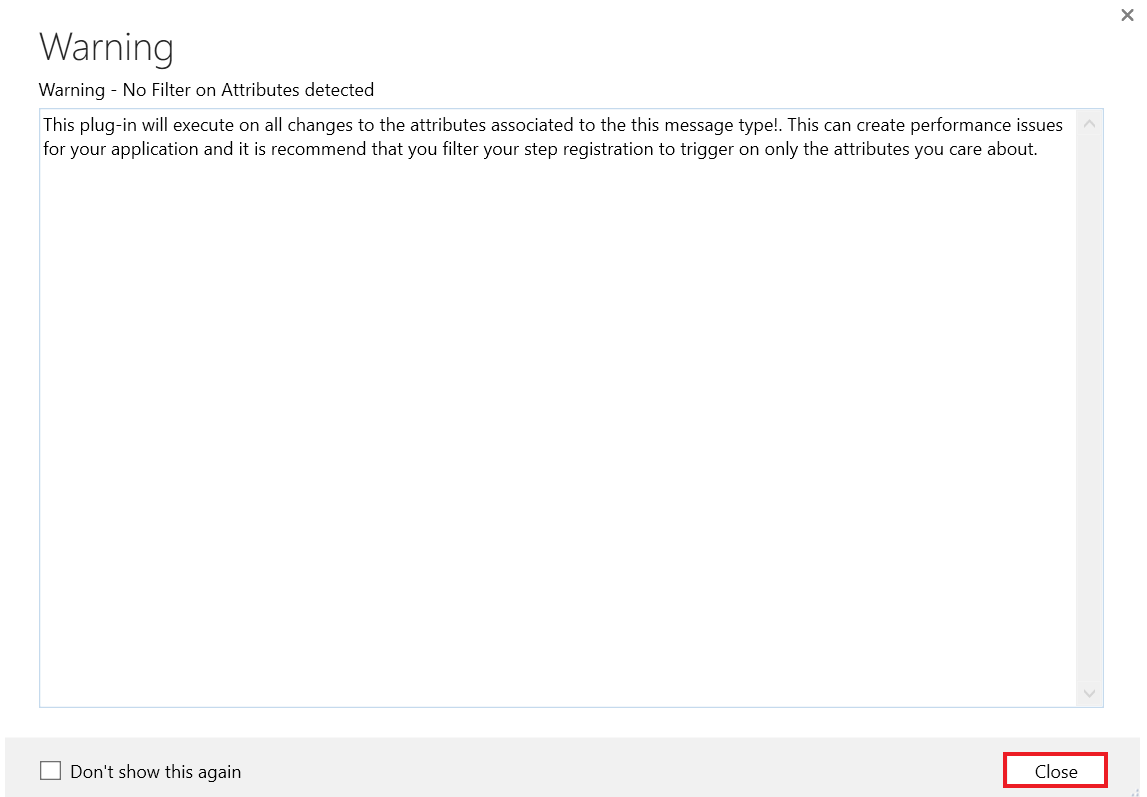 Warning
Warning - No Filter on Attributes detected
This plug-in will execute on all changes to the attributes associated to the this message type!. This can create performance issues
for your application and it is recommend that you filter your step registration to trigger on only the attributes you care about.
Don't show this again
Close